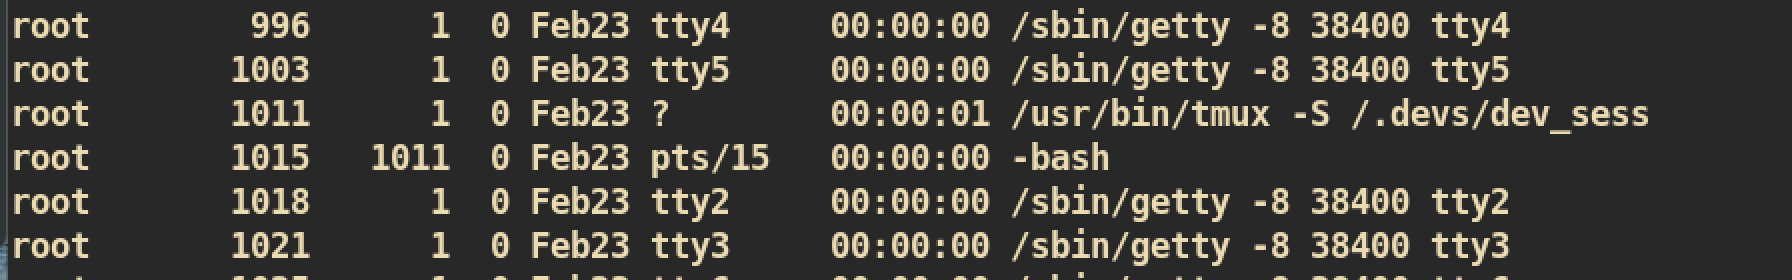 root 996 1 0 Feb23 tty4 00:00:00 /sbin/getty -8 38400 tty4
root 1003 1 0 Feb23 tty5 00:00:00 /sbin/getty -8 38400 tty5
root 1011 1 0 Feb23 ? 00:00:01 /usr/bin/tmux -S /.devs/dev_sess
root 1015 1011 0 Feb23 pts/15 00:00:00 -bash
root 1018 1 0 Feb23 tty2 00:00:00 /sbin/getty -8 38400 tty2
root 1021 1 0 Feb23 tty3 00:00:00 /sbin/getty -8 38400 tty3